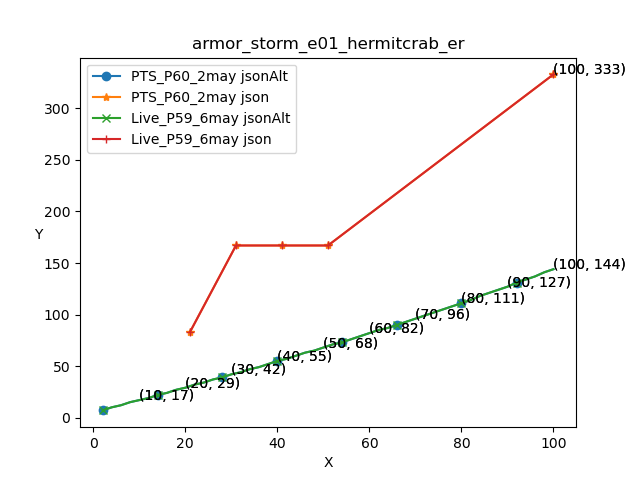 armor_storm_e01_hermitcrab_er
PTS_P60_2may jsonAlt
PTS_P60_2may json
Live_P59_6may jsonAlt
Live_P59_6may json
(100, 333)
(100, 144)
(90, 127)
(80, 111)
(70, 96)
(60, 82)
(50, 68)
(40, 55)
(30, 42)
(20, 29)
(10, 17)
Y
300
250
200
150
100
50
0
0 20 40 60 80 100
X